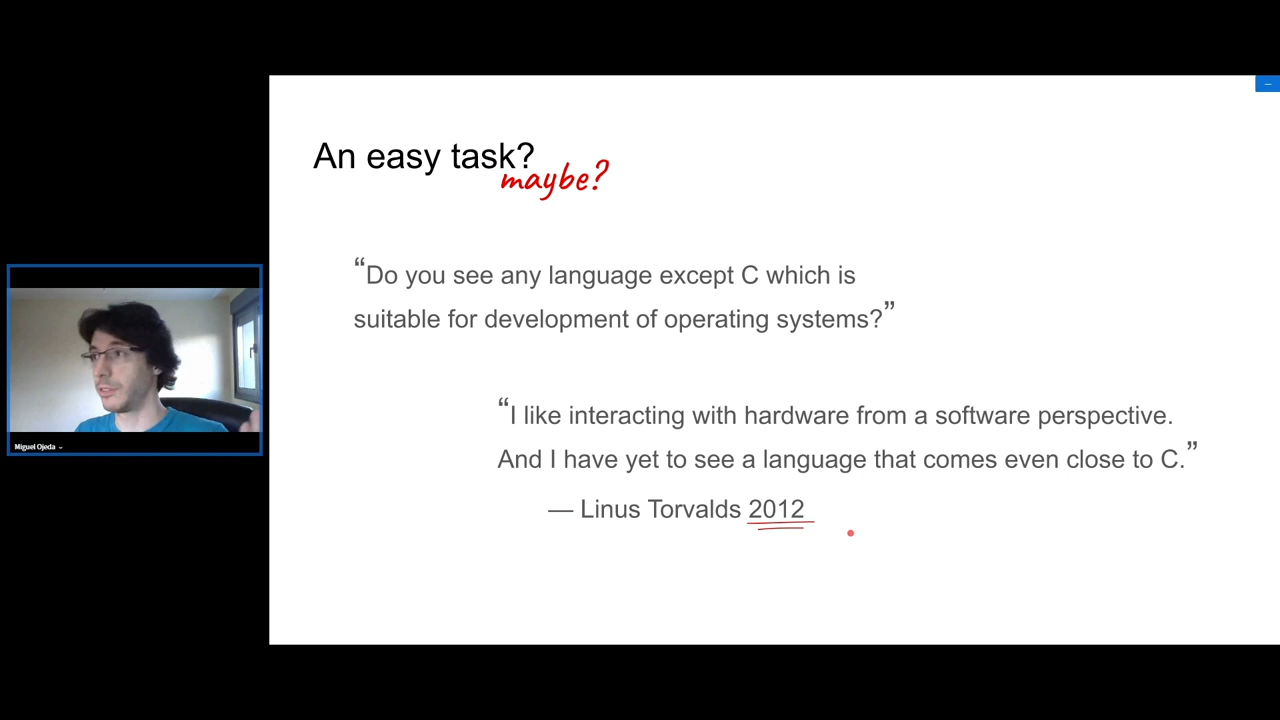 An easy task?
maybe?
“Do you see any language except C which is
suitable for development of operating systems?”
“I like interacting with hardware from a software perspective.
And I have yet to see a language that comes even close to C.”
— Linus Torvalds 2012
Miguel Ojeda